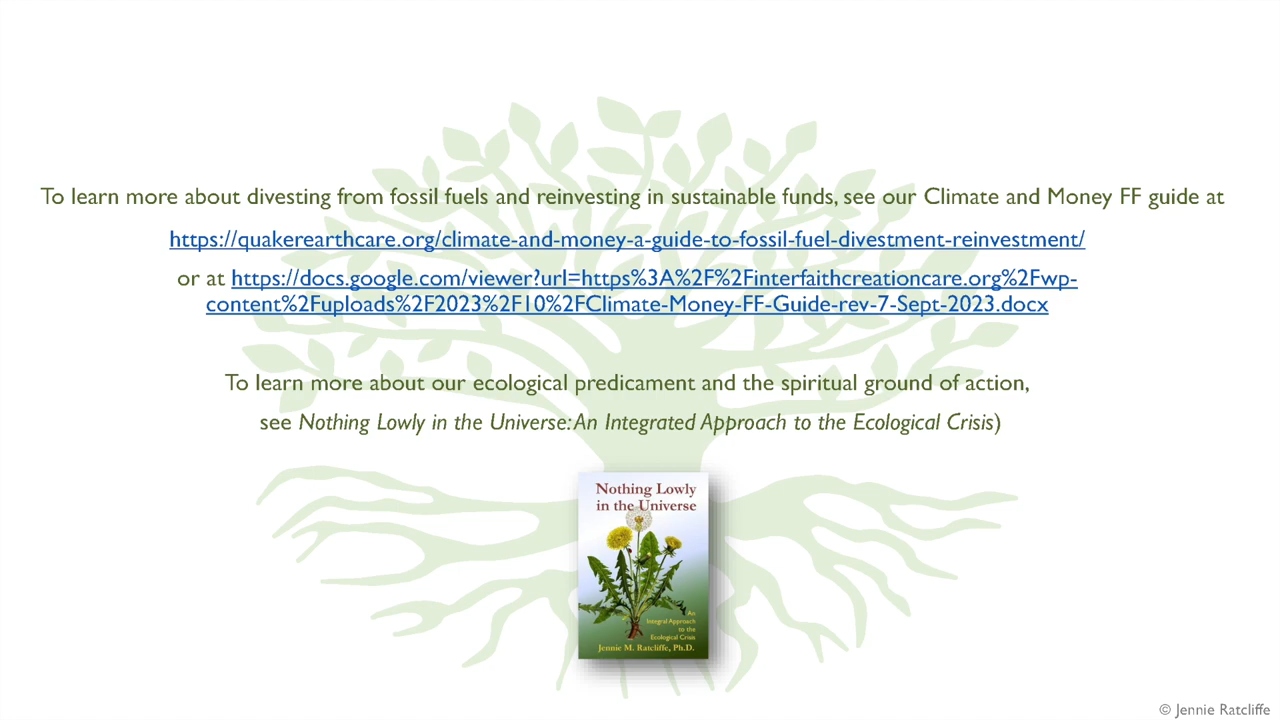 To learn more about divesting from fossil fuels and reinvesting in sustainable funds, see our Climate and Money FF guide at
https://quakerearthcare.org/climate-and-money-a-guide-to-fossil-fuel-divestment-reinvestment/
or at https://docs.google.com/viewer?url=https%3A%2F%2Finterfaithcreationcare.org%2Fwp-
content%2Fuploads%2F2023%2F10%2FClimate-Money-FF-Guide-rev-7-Sept-2023.docx
To learn more about our ecological predicament and the spiritual ground of action,
see Nothing Lowly in the Universe: An Integrated Approach to the Ecological Crisis)
Nothing Lowly
in the Universe
An
Integral Approach
to the
Ecological Crisis
Jennie M. Ratcliffe, Ph.D.
© Jennie Ratcliffe